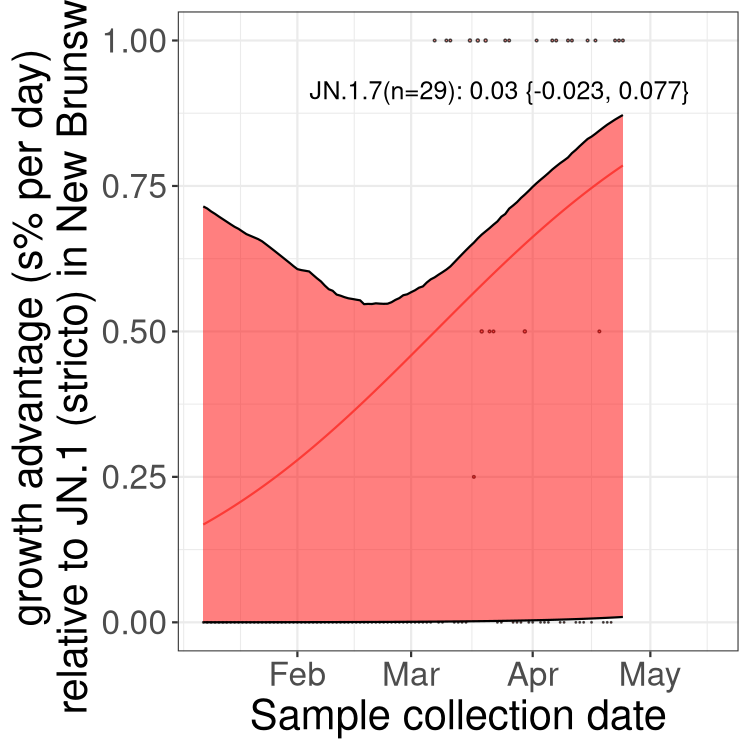 growth advantage (s% per day)
relative to JN.1 (stricto) in New Brunsw
1.00
0.75
0.50
0.25
0.00
JN.1.7(n=29): 0.03 {-0.023, 0.077}
Feb Mar Apr May
Sample collection date